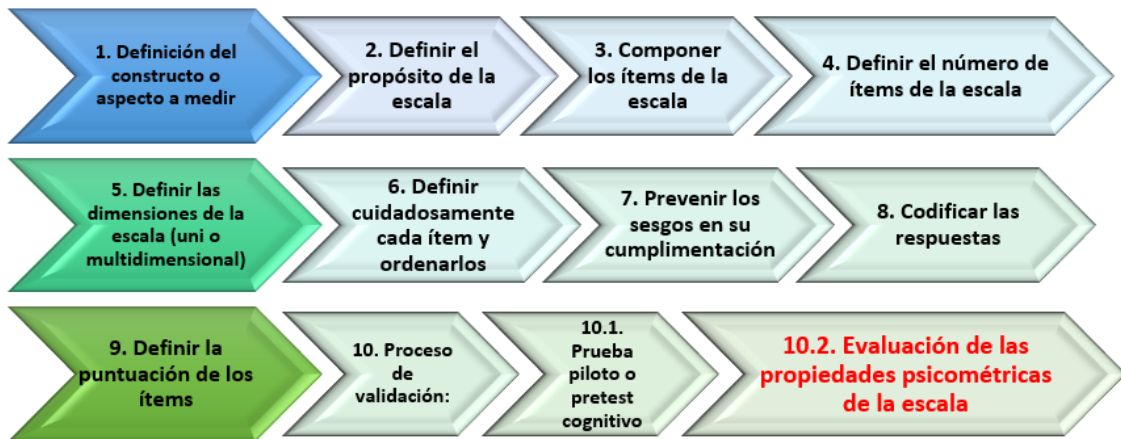 1. Definición del
constructo o
aspecto a medir
2. Definir el
propósito de la
escala
3. Componer
los ítems de la
escala
4. Definir el número de
ítems de la escala
5. Definir las
dimensiones de la
escala (uni o
multidimensional)
6. Definir
cuidadosamente
cada ítem y
ordenarlos
7. Prevenir los
sesgos en su
cumplimentación
8. Codificar las
respuestas
9. Definir la
puntuación de los
ítems
10. Proceso
de
validación:
10.1.
Prueba
piloto o
pretest
cognitivo
10.2. Evaluación de las
propiedades psicométricas
de la escala